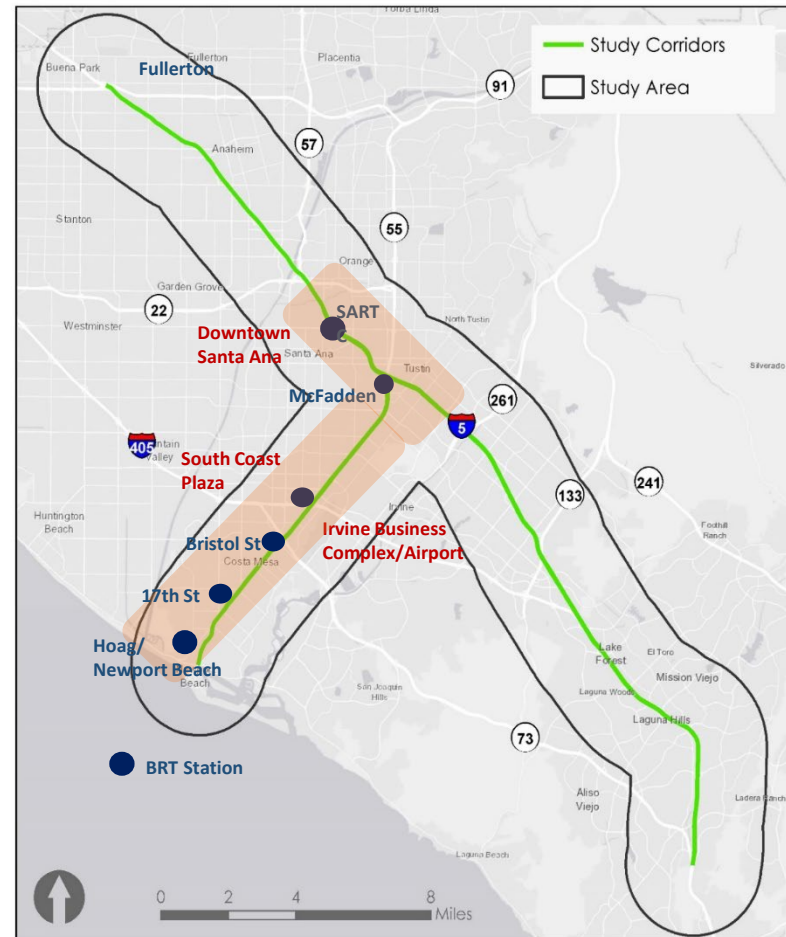 Yorba Linda
Study Corridors
Study Area
Fullerton
Fullerton
Placentia
Buena Park
91
57
Anaheim
Stanton
55
Orange
Garden Grove
22
SART
C
North Tustin
Westminster
Downtown
Santa Ana
Santa Ana
Tustin
Silverado
McFadden
261
5
405
Valley
South Coast
Plaza
133
241
Huntington
Beach
Irvine
Foothill
Ranch
Bristol St
Irvine Business
Complex/Airport
Costa Mesa
17th St
Hoag/
Newport Beach
Beach
Lake
Forest
El Toro
Mission Viejo
San Joaquin
Hills
Laguna Woods
Laguna Hills
73
BRT Station
Aliso
Viejo
Ladera Ranch
Laguna Beach
0 2 4 8
Miles